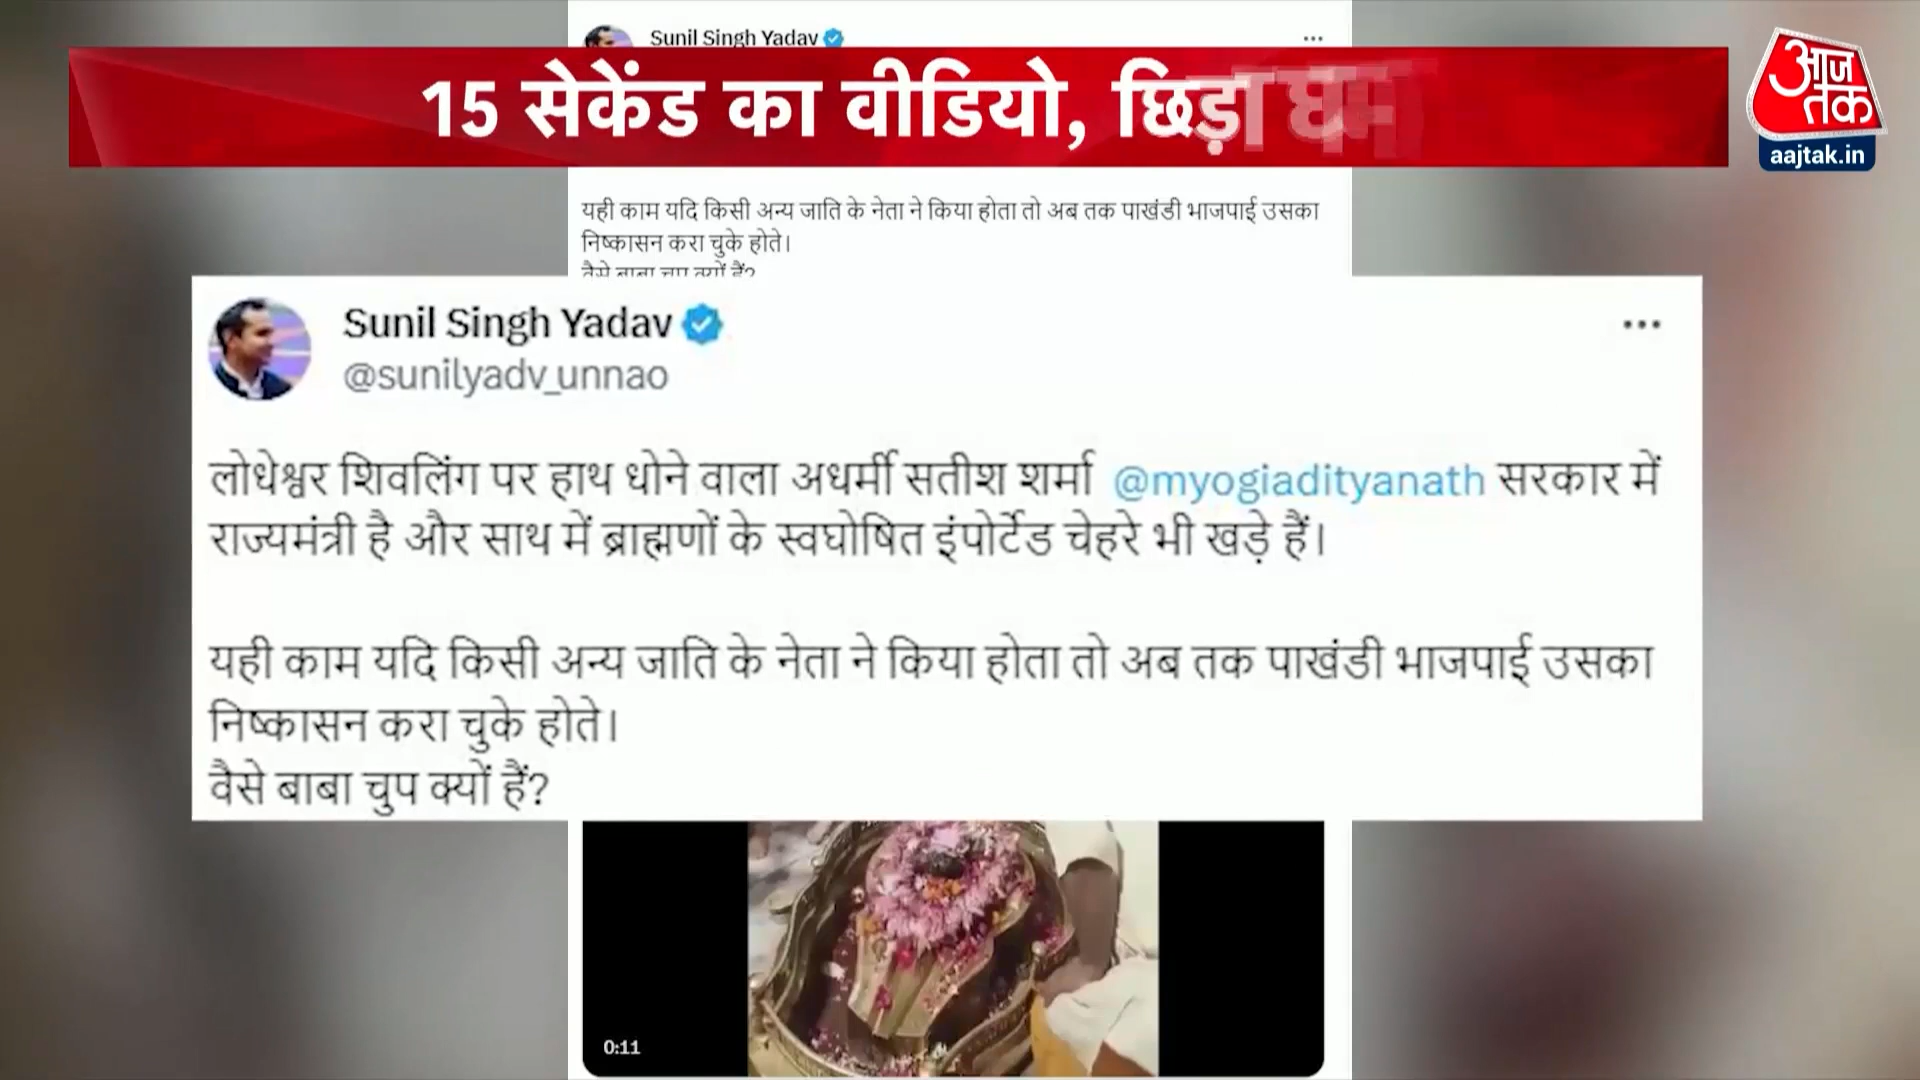 Sunil Singh Yadav
15 सेकेंड का वीडियो, छिड़ा
आज तक
aajtak.in
यही काम यदि किसी अन्य जाति के नेता ने किया होता तो अब तक पाखंडी भाजपाई उसका
निष्कासन करा चुके होते।
वैसे बाबा चुप क्यों हैं?
Sunil Singh Yadav
@sunilyadv_unnao
लोधेश्वर शिवलिंग पर हाथ धोने वाला अधर्मी सतीश शर्मा @myogiadityanath सरकार में
राज्यमंत्री है और साथ में ब्राह्मणों के स्वघोषित इंपोर्टेड चेहरे भी खड़े हैं।
यही काम यदि किसी अन्य जाति के नेता ने किया होता तो अब तक पाखंडी भाजपाई उसका
निष्कासन करा चुके होते।
वैसे बाबा चुप क्यों हैं?
0:11